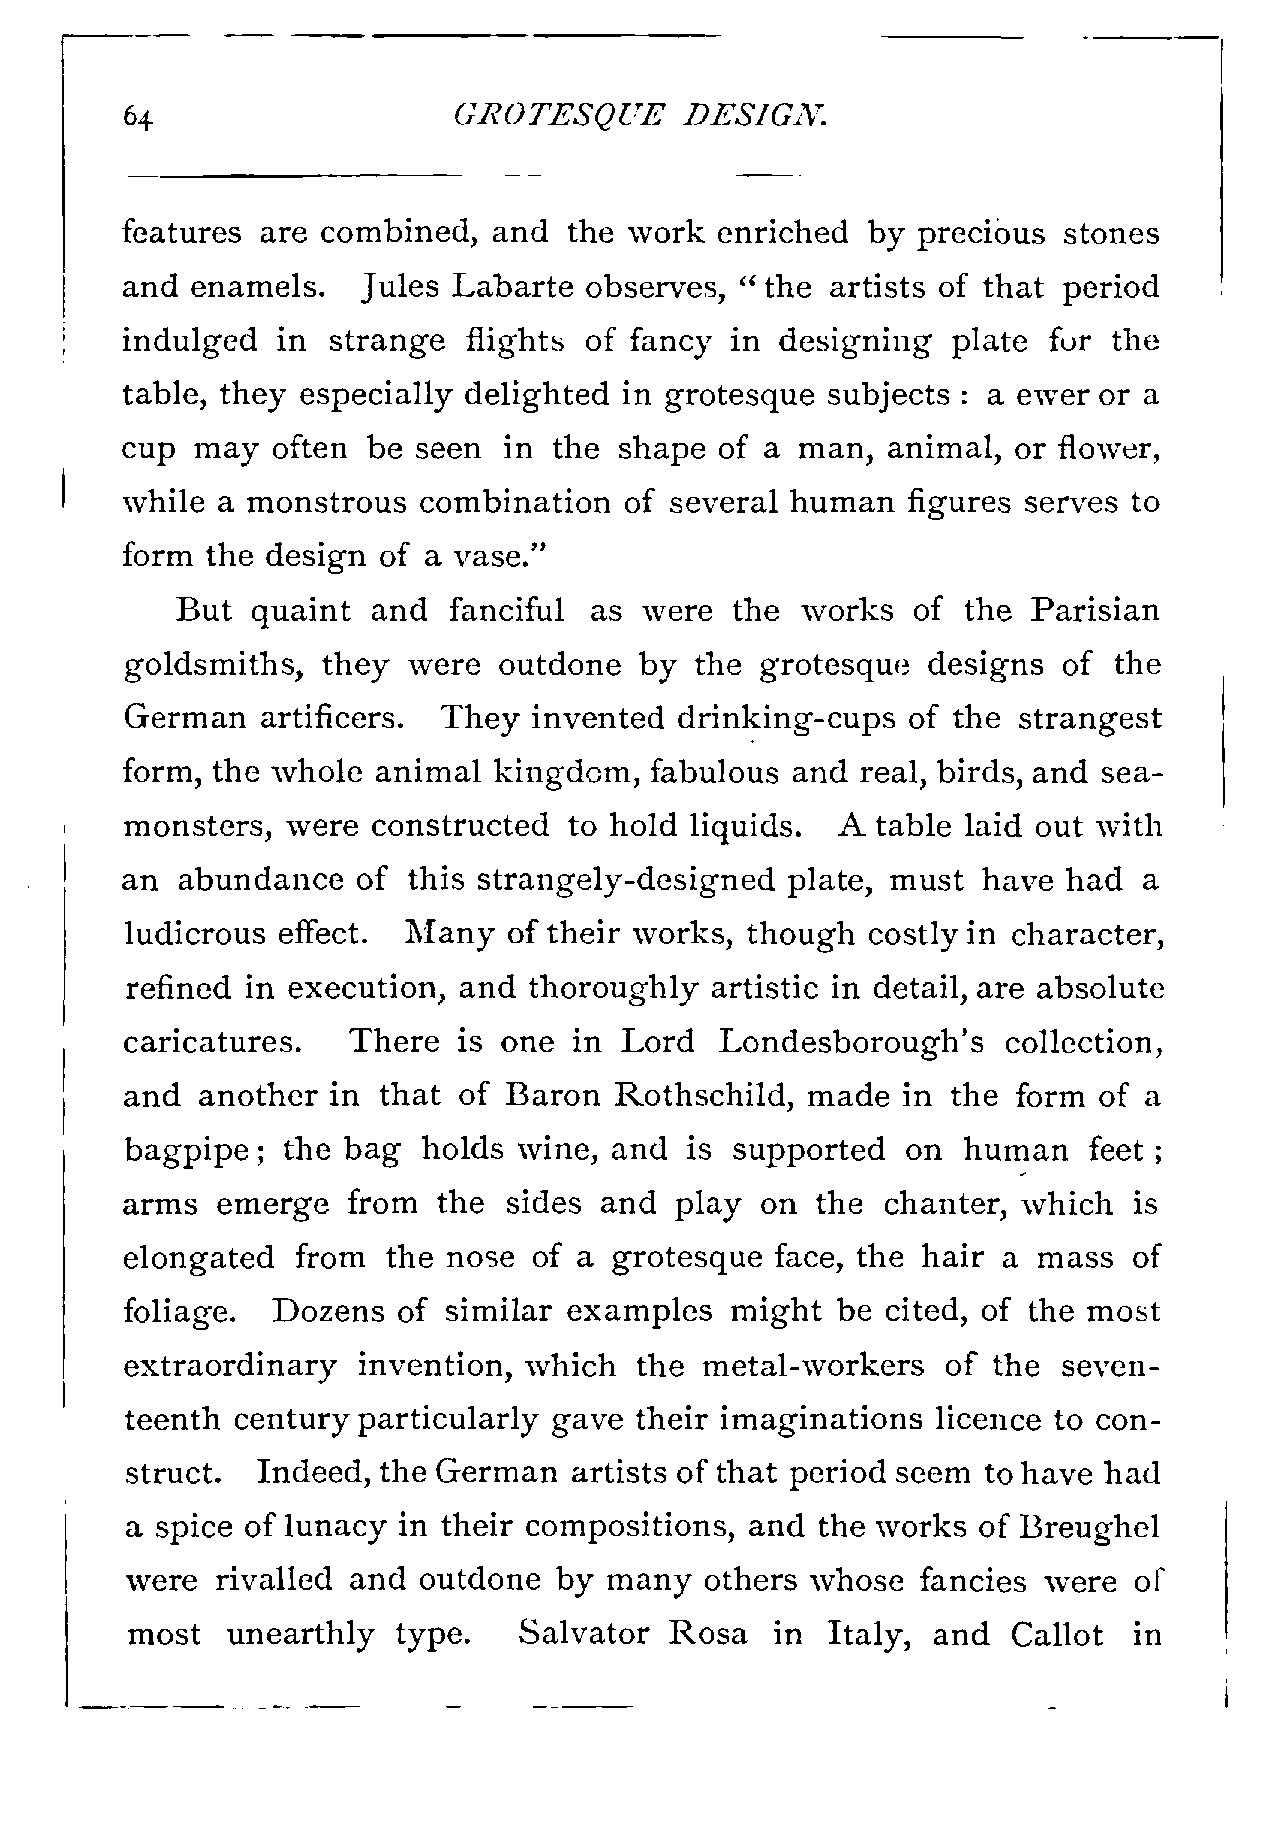 64 GROTESQUE DESIGN.
features are combined, and the work enriched by precious stones
and enamels. Jules Labarte observes, “ the artists of that period
indulged in strange flights of fancy in designing plate for the
table, they especially delighted in grotesque subjects : a ewer or a
cup may often be seen in the shape of a man, animal, or flower,
while a monstrous combination of several human figures serves to
form the design of a vase.”
But quaint and fanciful as were the works of the Parisian
goldsmiths, they were outdone by the grotesque designs of the
German artificers. They invented drinking-cups of the strangest
form, the whole animal kingdom, fabulous and real, birds, and sea-
monsters, were constructed to hold liquids. A table laid out with
an abundance of this strangely-designed plate, must have had a
ludicrous effect. Many of their works, though costly in character,
refined in execution, and thoroughly artistic in detail, are absolute
caricatures. There is one in Lord Londesborough’s collection,
and another in that of Baron Rothschild, made in the form of a
bagpipe ; the bag holds wine, and is supported on human feet ;
arms emerge from the sides and play on the chanter, which is
elongated from the nose of a grotesque face, the hair a mass of
foliage. Dozens of similar examples might be cited, of the most
extraordinary invention, which the metal-workers of the seven-
teenth century particularly gave their imaginations licence to con-
struct. Indeed, the German artists of that period seem to have had
a spice of lunacy in their compositions, and the works of Breughel
were rivalled and outdone by many others whose fancies were of
most unearthly type. Salvator Rosa in Italy, and Callot in